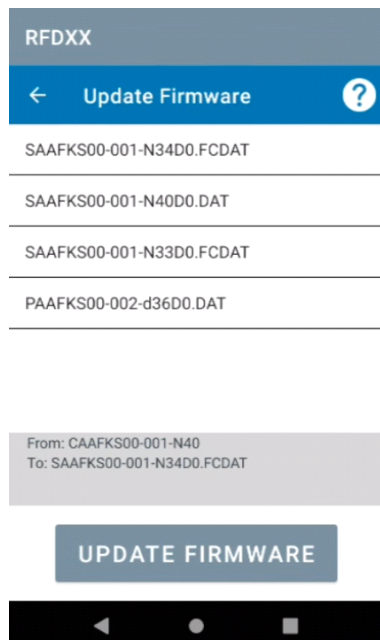 RFDXX
Update Firmware
?
SAAFKS00-001-N34D0.FCDAT
SAAFKS00-001-N40D0.DAT
SAAFKS00-001-N33D0.FCDAT
PAAFKS00-002-d36D0.DAT
From: CAAFKS00-001-N40
To: SAAFKS00-001-N34D0.FCDAT
UPDATE FIRMWARE